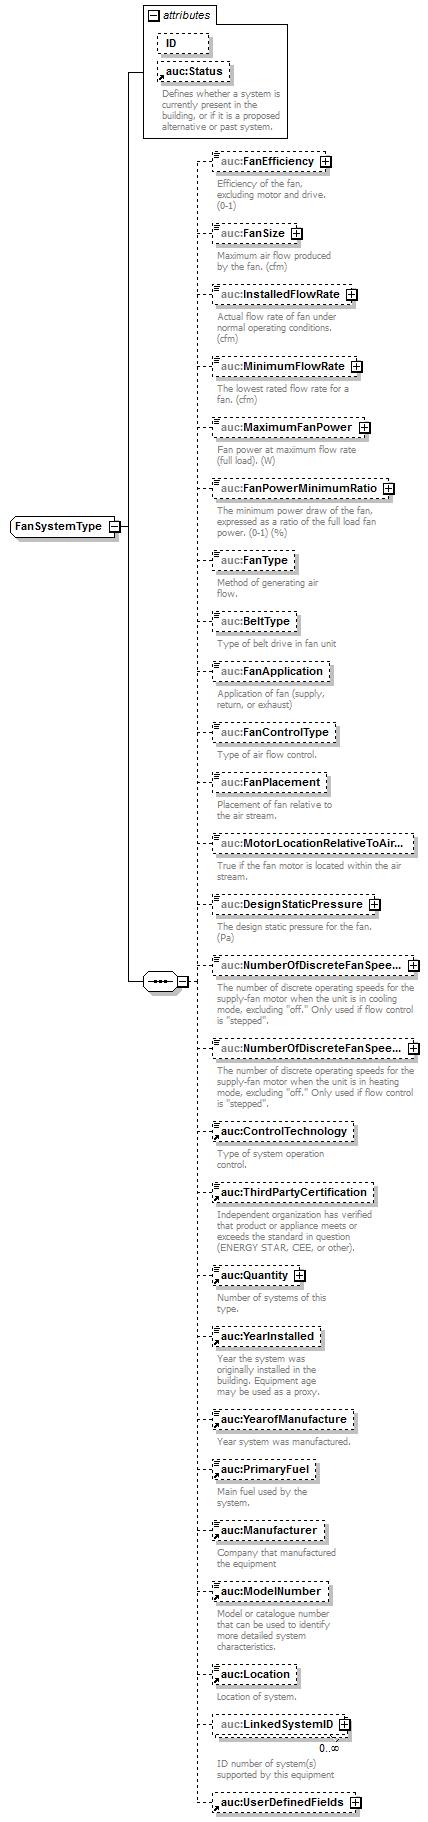 attributes
ID
auc:Status
Defines whether a system is
currently present in the
building, or if it is a proposed
alternative or past system.
auc:FanEfficiency
Efficiency of the fan,
excluding motor and drive.
(0-1)
auc:FanSize
Maximum air flow produced
by the fan. (cfm)
auc:InstalledFlowRate
Actual flow rate of fan under
normal operating conditions.
(cfm)
auc:MinimumFlowRate
The lowest rated flow rate for a
fan. (cfm)
auc:MaximumFanPower
Fan power at maximum flow rate
(full load). (W)
auc:FanPowerMinimumRatio
The minimum power draw of the fan,
expressed as a ratio of the full load fan
power. (0-1) (%)
FanSystemType
auc:FanType
Method of generating air
flow.
auc:BeltType
Type of belt drive in fan unit
auc:FanApplication
Application of fan (supply,
return, or exhaust)
auc:FanControlType
Type of air flow control.
auc:FanPlacement
Placement of fan relative to
the air stream.
auc:MotorLocationRelativeToAir...
True if the fan motor is located within the air
stream.
auc:DesignStaticPressure
The design static pressure for the fan.
(Pa)
auc:NumberOfDiscreteFanSpee...
The number of discrete operating speeds for the
supply-fan motor when the unit is in cooling
mode, excluding "off." Only used if flow control
is "stepped".
auc:NumberOfDiscreteFanSpee...
The number of discrete operating speeds for the
supply-fan motor when the unit is in heating
mode, excluding "off." Only used if flow control
is "stepped".
auc:ControlTechnology
Type of system operation
control.
auc:ThirdPartyCertification
Independent organization has verified
that product or appliance meets or
exceeds the standard in question
(ENERGY STAR, CEE, or other).
auc:Quantity
Number of systems of this
type.
auc:YearInstalled
Year the system was
originally installed in the
building. Equipment age
may be used as a proxy.
auc:YearofManufacture
Year system was manufactured.
auc:PrimaryFuel
Main fuel used by the
system.
auc:Manufacturer
Company that manufactured
the equipment
auc:ModelNumber
Model or catalogue number
that can be used to identify
more detailed system
characteristics.
auc:Location
Location of system.
auc:LinkedSystemID
0..∞
ID number of system(s)
supported by this equipment
auc:UserDefinedFields